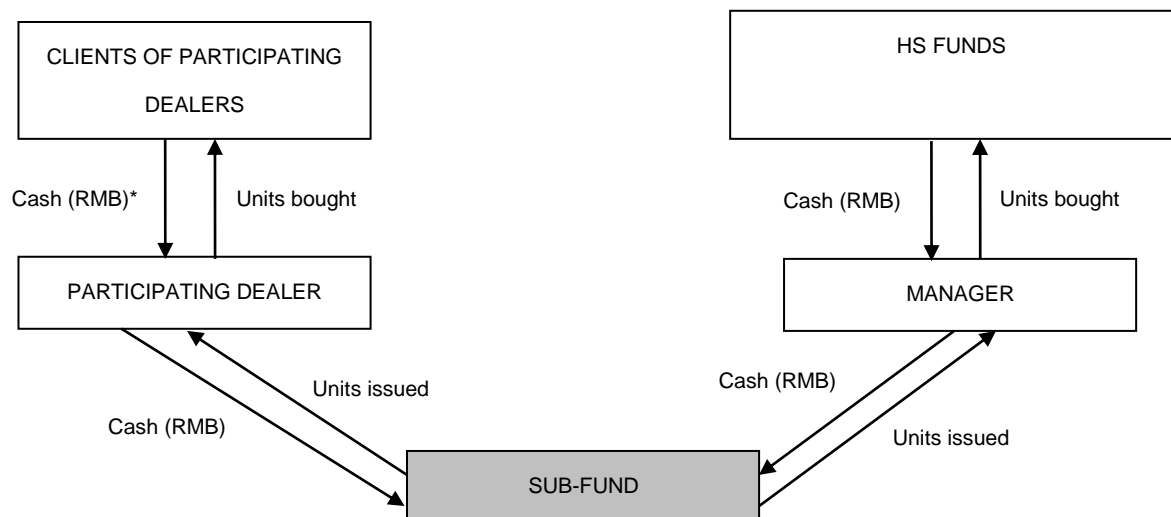 CLIENTS OF PARTICIPATING
DEALERS
HS FUNDS
Cash (RMB)*
Units bought
Cash (RMB)
Units bought
PARTICIPATING DEALER
MANAGER
Units issued
Cash (RMB)
Cash (RMB)
Units issued
SUB-FUND